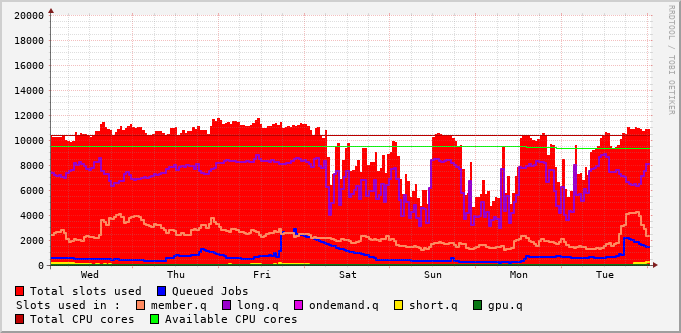 RRDTOOL / TOBI OETIKER
20000
18000
16000
14000
12000
10000
8000
6000
4000
2000
0
Wed Thu Fri Sat Sun Mon Tue
Total slots used Queued Jobs
Slots used in : member.q long.q ondemand.q short.q gpu.q
Total CPU cores Available CPU cores